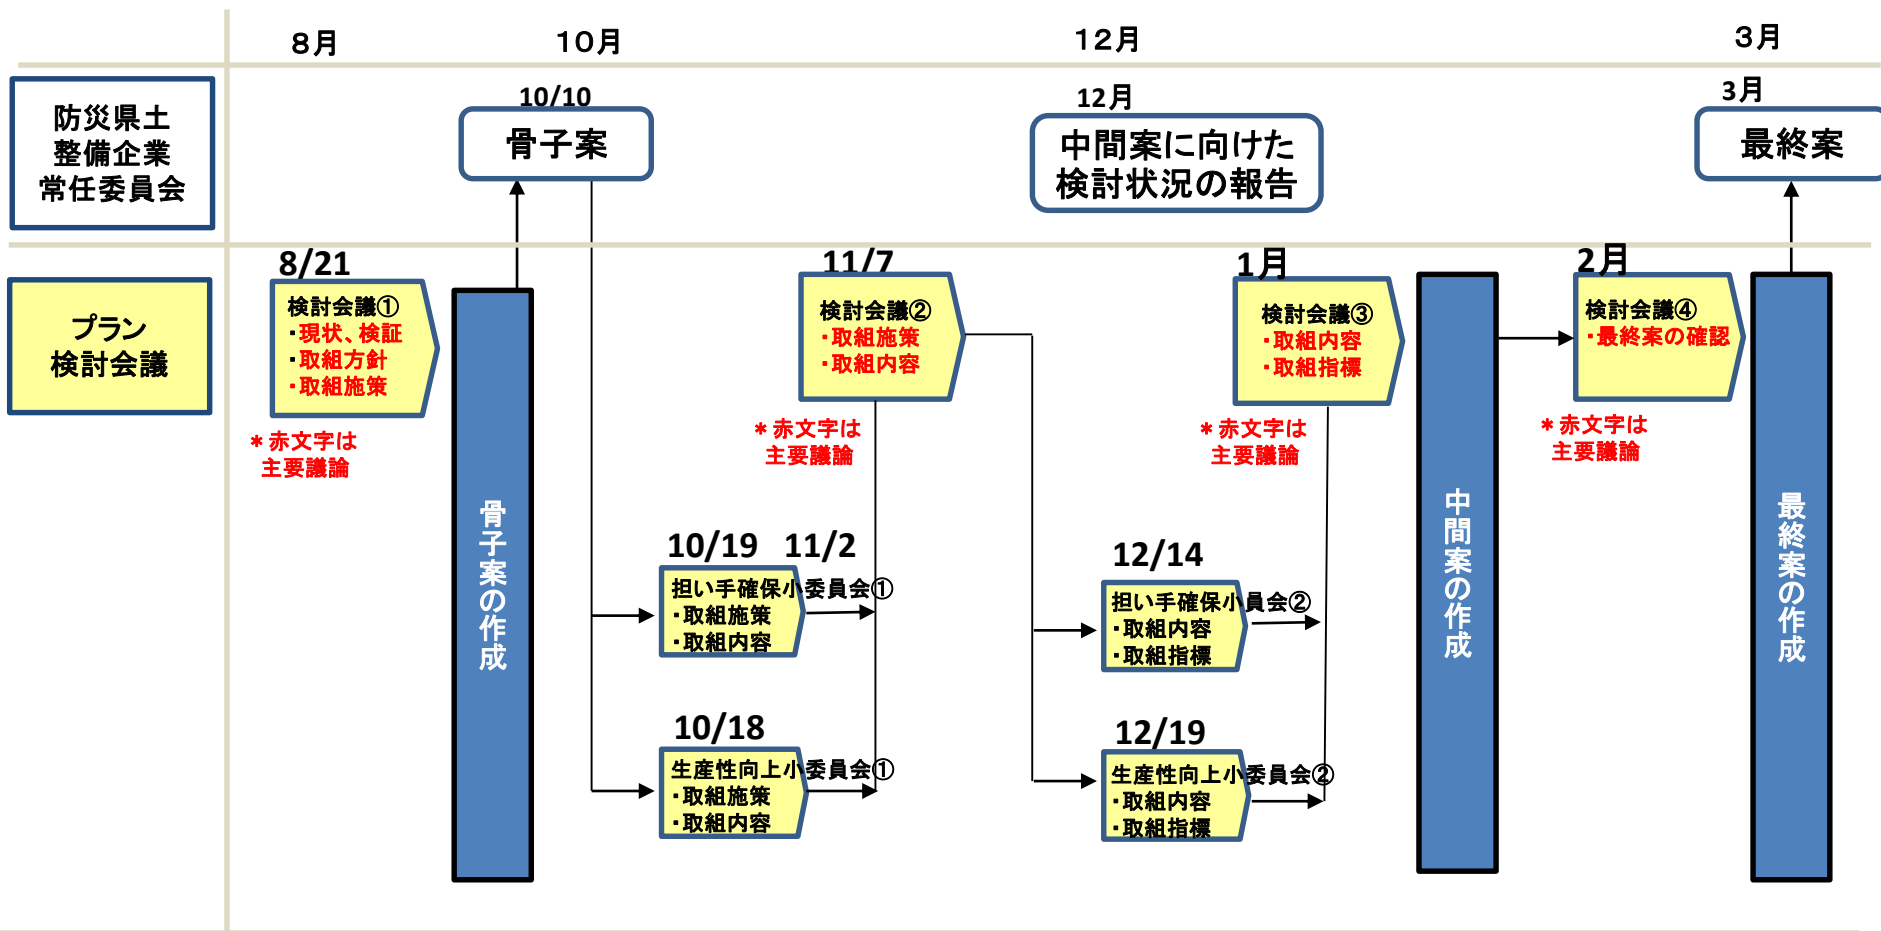 8月
10月
12月
3月
防災県土
整備企業
常任委員会
10/10
骨子案
12月
中間案に向けた
検討状況の報告
3月
最終案
プラン
検討会議
8/21
検討会議①
・現状、検証
・取組方針
・取組施策
＊赤文字は
主要議論
骨子案の作成
11/7
検討会議②
・取組施策
・取組内容
＊赤文字は
主要議論
1月
検討会議③
・取組内容
・取組指標
＊赤文字は
主要議論
中間案の作成
2月
検討会議④
・最終案の確認
＊赤文字は
主要議論
最終案の作成
10/19 11/2
担い手確保小委員会①
・取組施策
・取組内容
10/18
生産性向上小委員会①
・取組施策
・取組内容
12/14
担い手確保小員会②
・取組内容
・取組指標
12/19
生産性向上小委員会②
・取組内容
・取組指標